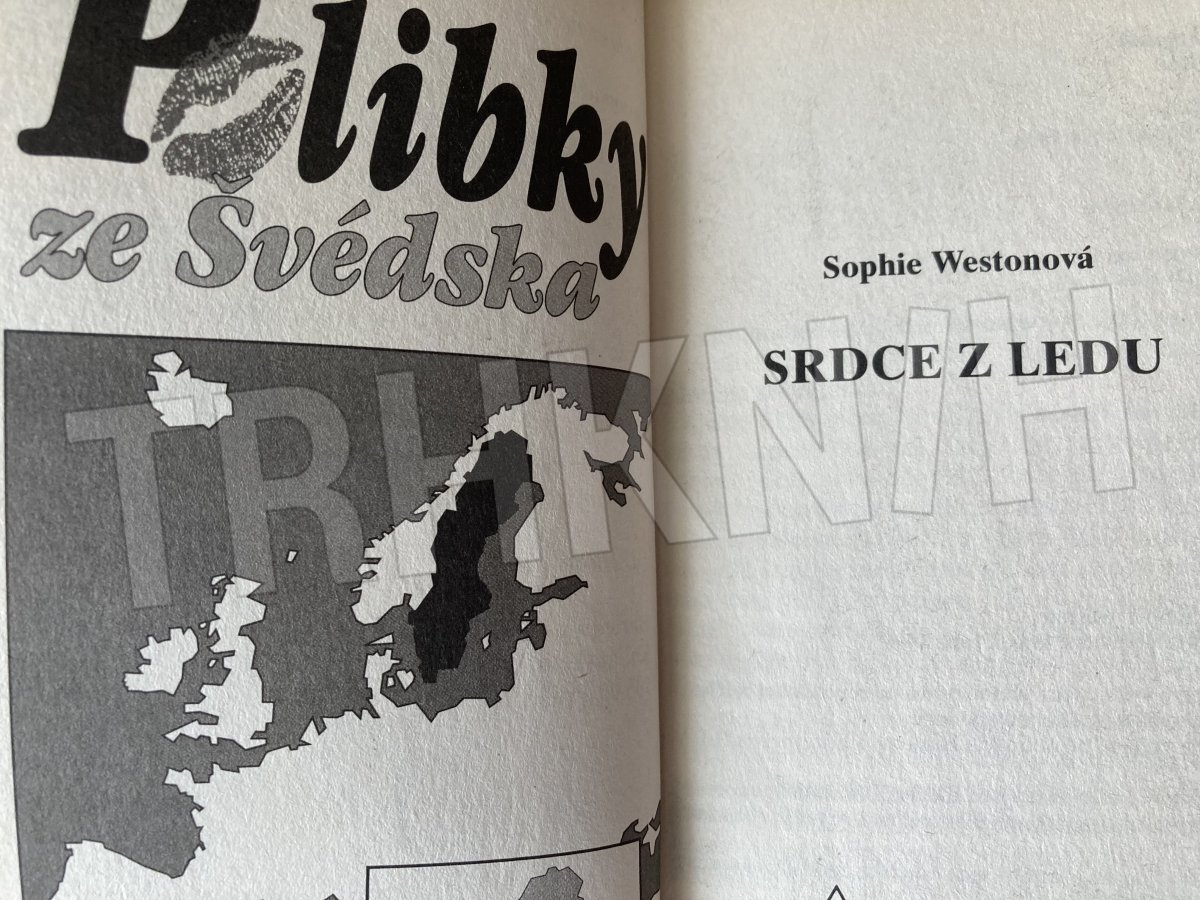 Polibky
ze Švédska
Sophie Westonová
SRDCE Z LEDU
TRHKNIH